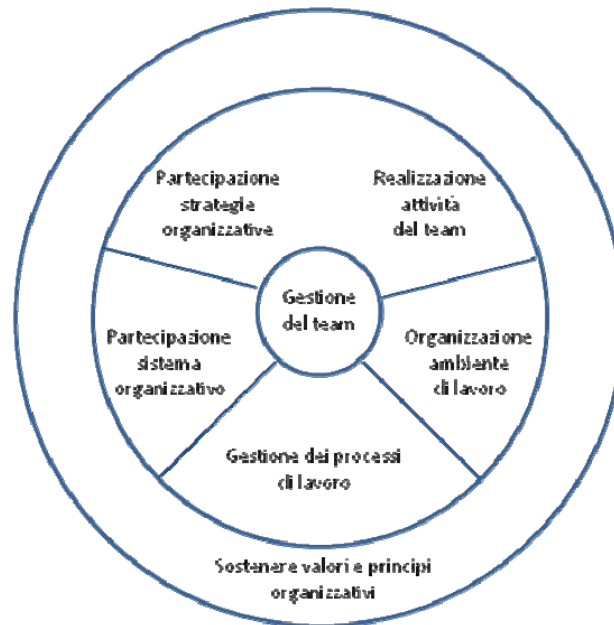 Partecipazione
strategie
organizzative
Realizzazione
attività
del team
Gestione
del team
Partecipazione
sistema
organizzativo
Organizzazione
ambiente
di lavoro
Gestione dei processi
di lavoro
Sostenere valori e principi
organizzativi